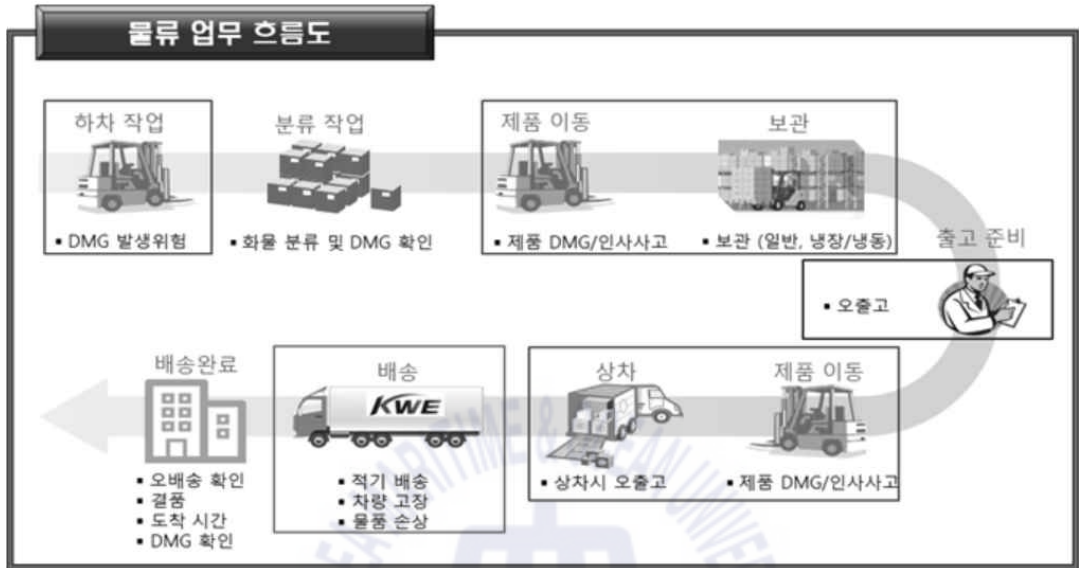 물류 업무 흐름도
하차 작업
▪ DMG 발생위험
분류 작업
▪ 화물 분류 및 DMG 확인
제품 이동
▪ 제품 DMG/인사사고
보관
▪ 보관 (일반, 냉장/냉동)
출고 준비
▪ 오출고
제품 이동
▪ 제품 DMG/인사사고
상차
▪ 상차시 오출고
배송
KWE
▪ 적기 배송
▪ 차량 고장
▪ 물품 손상
배송완료
▪ 오배송 확인
▪ 결품
▪ 도착 시간
▪ DMG 확인